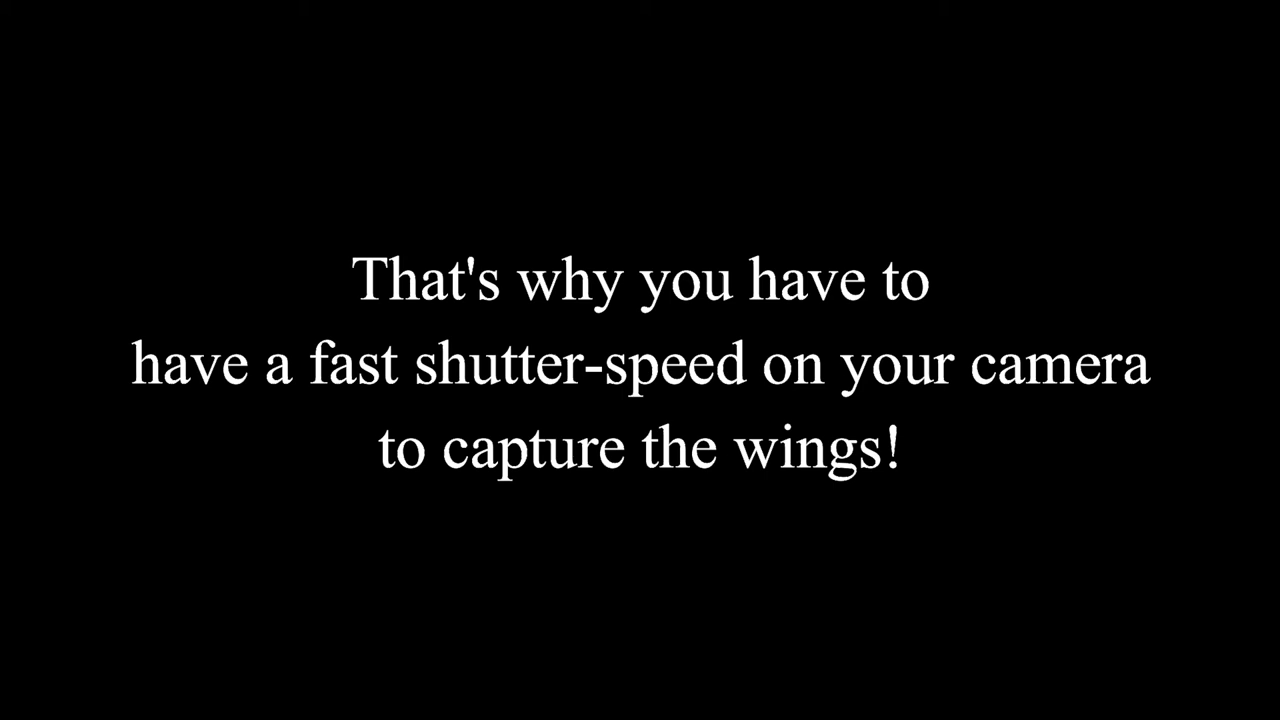 That's why you have to
have a fast shutter-speed on your camera
to capture the wings!